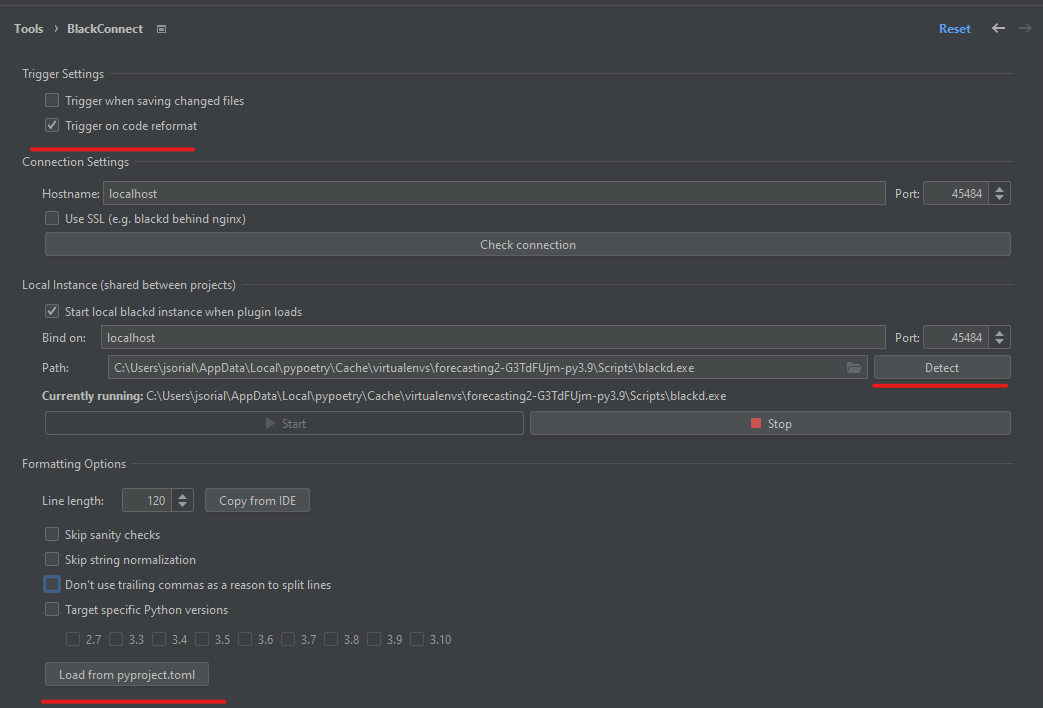 Tools › BlackConnect Reset
Trigger Settings
Trigger when saving changed files
Trigger on code reformat
Connection Settings
Hostname: localhost Port: 45484
Use SSL (e.g. blackd behind nginx)
Check connection
Local Instance (shared between projects)
Start local blackd instance when plugin loads
Bind on: localhost Port: 45484
Path: C:\Users\jsorial\AppData\Local\pypoetry\Cache\virtualenvs\forecasting2-G3TdFUjm-py3.9\Scripts\blackd.exe Detect
Currently running: C:\Users\jsorial\AppData\Local\pypoetry\Cache\virtualenvs\forecasting2-G3TdFUjm-py3.9\Scripts\blackd.exe
Start Stop
Formatting Options
Line length: 120 Copy from IDE
Skip sanity checks
Skip string normalization
Don't use trailing commas as a reason to split lines
Target specific Python versions
2.7 3.3 3.4 3.5 3.6 3.7 3.8 3.9 3.10
Load from pyproject.toml